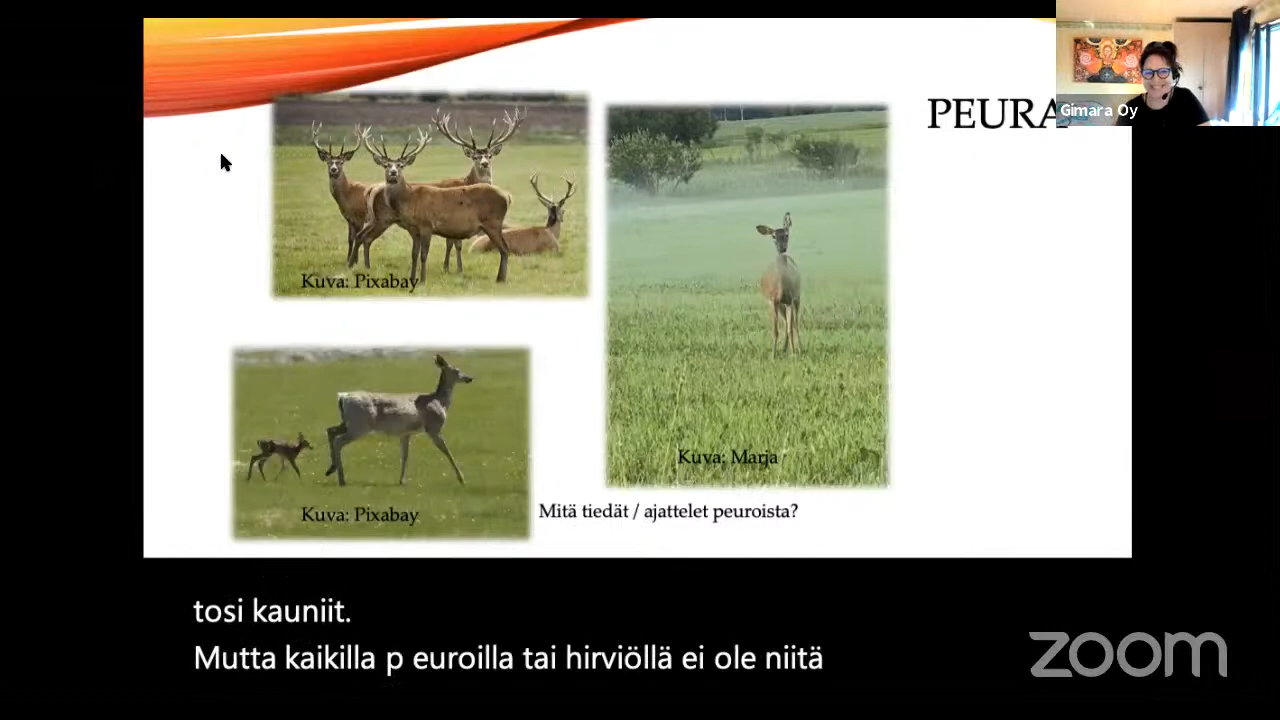 PEURA
Gimara Oy
Kuva: Pixabay
Kuva: Marja
Kuva: Pixabay
Mitä tiedät / ajattelet peuroista?
tosi kauniit.
Mutta kaikilla p euroilla tai hirviöllä ei ole niitä
zoom